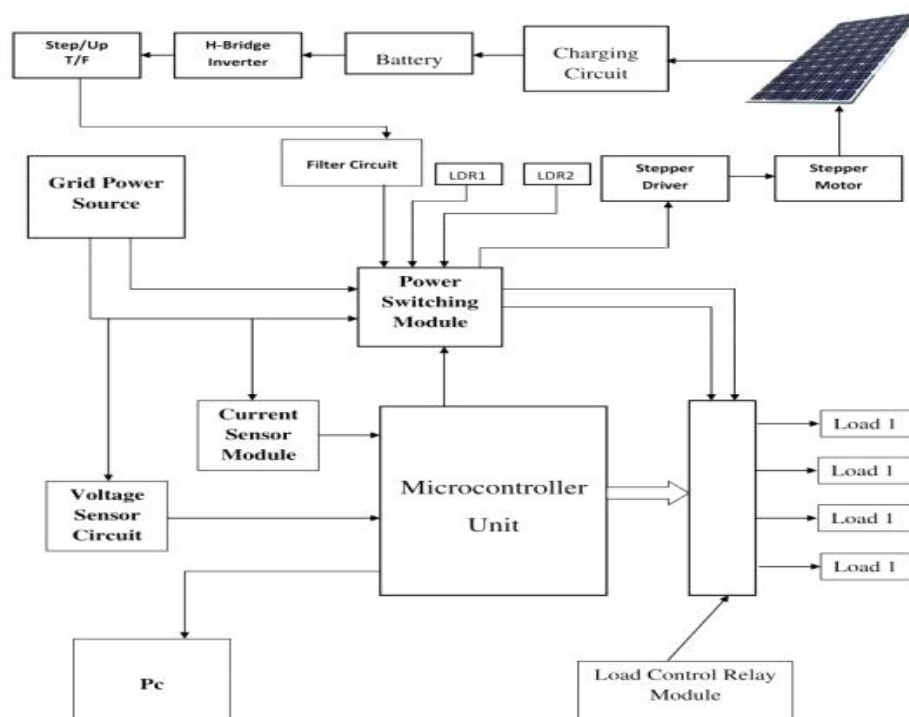 Step/Up
T/F
H-Bridge
Inverter
Battery
Charging
Circuit
Filter Circuit
LDR1
LDR2
Stepper
Driver
Stepper
Motor
Grid Power
Source
Power
Switching
Module
Current
Sensor
Module
Voltage
Sensor
Circuit
Microcontroller
Unit
Load 1
Load 1
Load 1
Load 1
Pc
Load Control Relay
Module